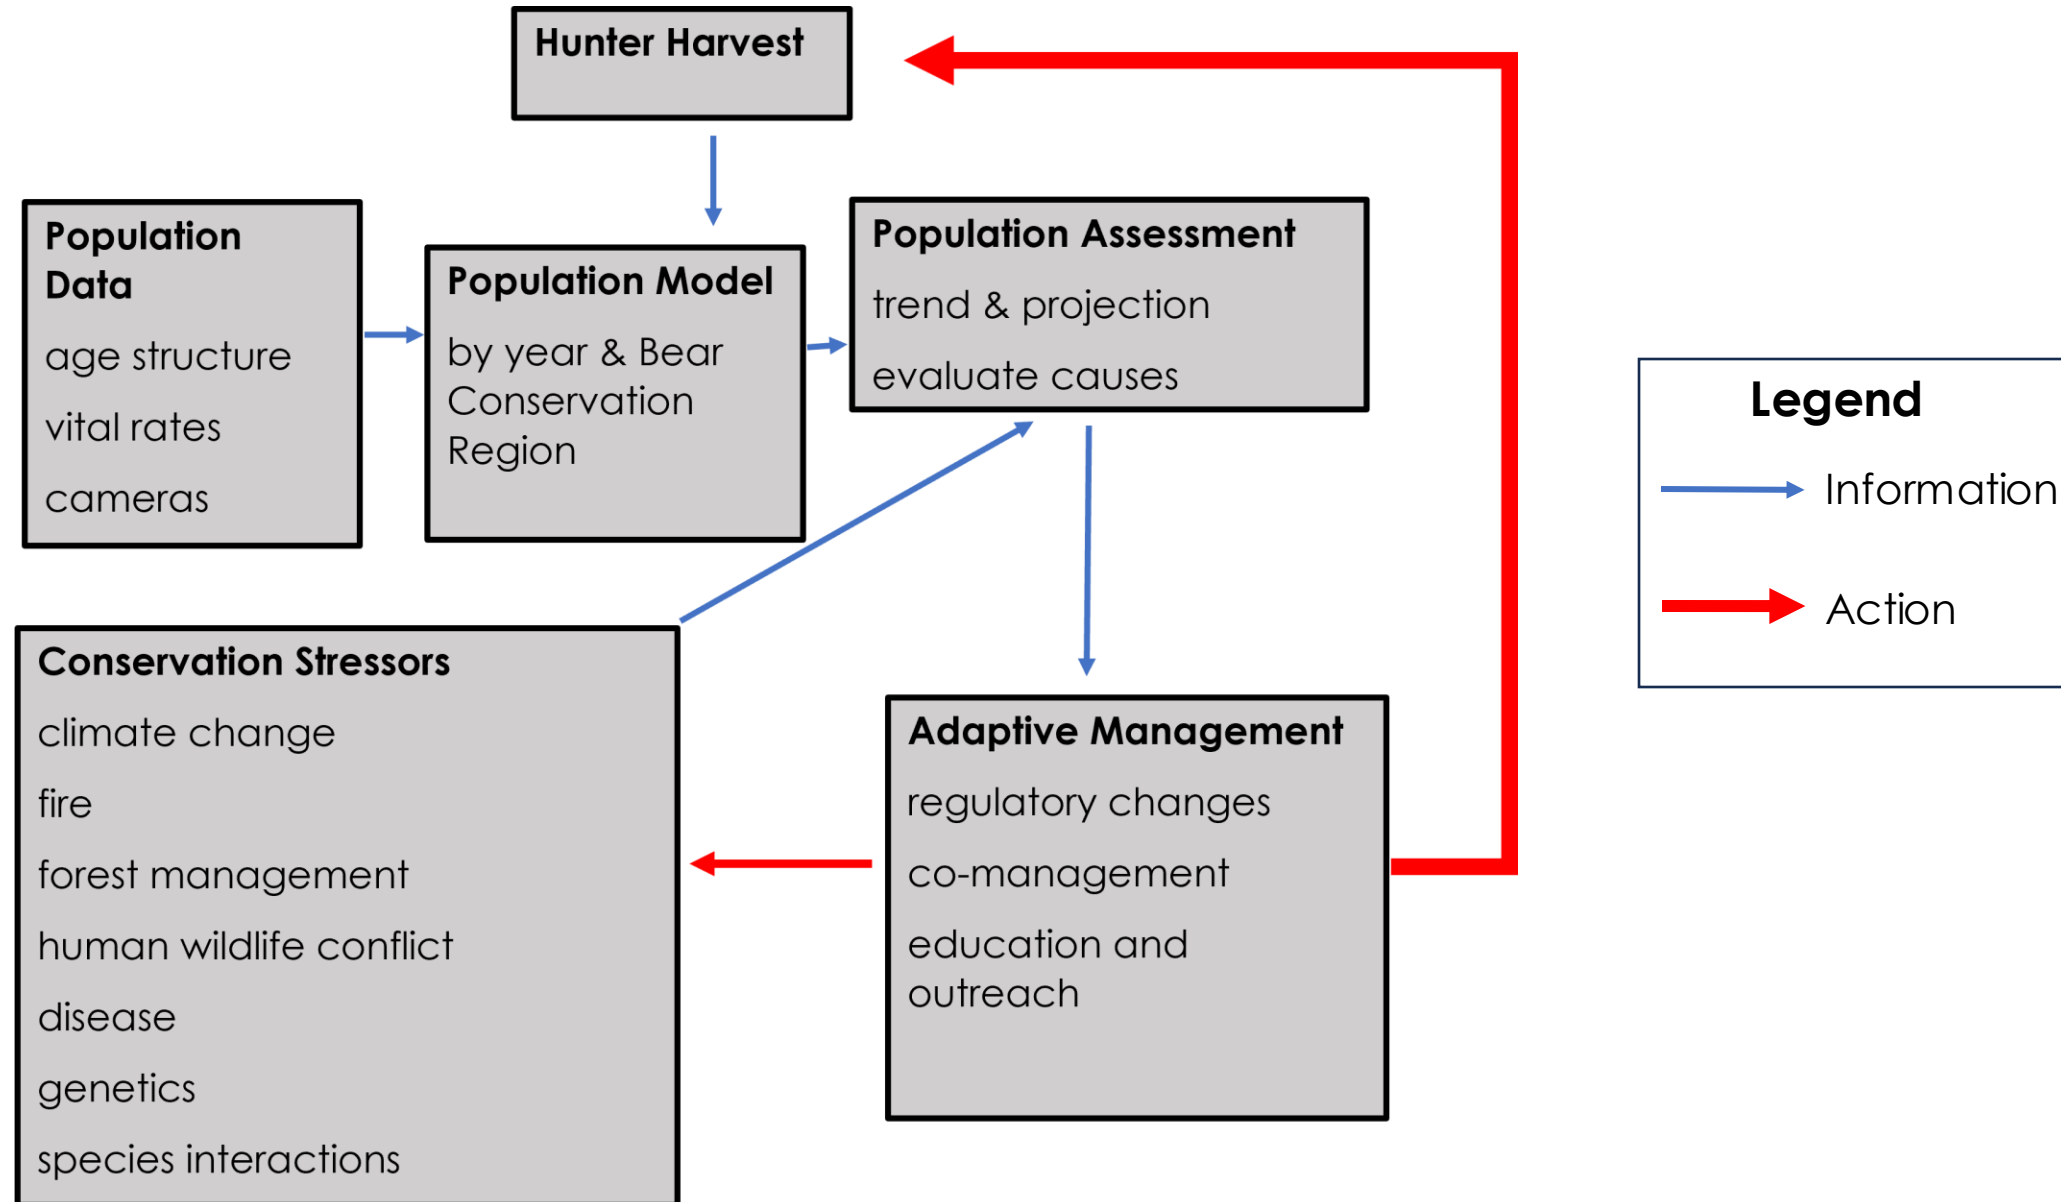 Hunter Harvest
Population
Data
age structure
vital rates
cameras
Population Model
by year & Bear
Conservation
Region
Population Assessment
trend & projection
evaluate causes
Legend
Information
Action
Conservation Stressors
climate change
fire
forest management
human wildlife conflict
disease
genetics
species interactions
Adaptive Management
regulatory changes
co-management
education and
outreach